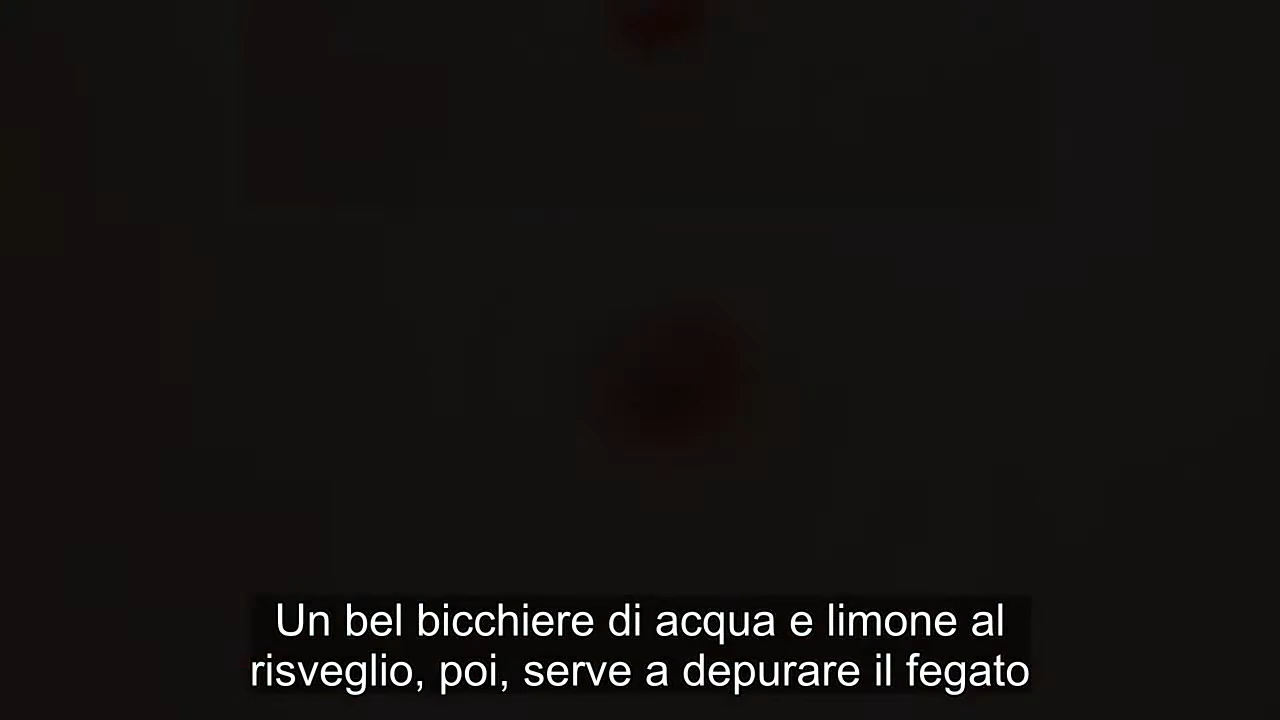 Un bel bicchiere di acqua e limone al
risveglio, poi, serve a depurare il fegato